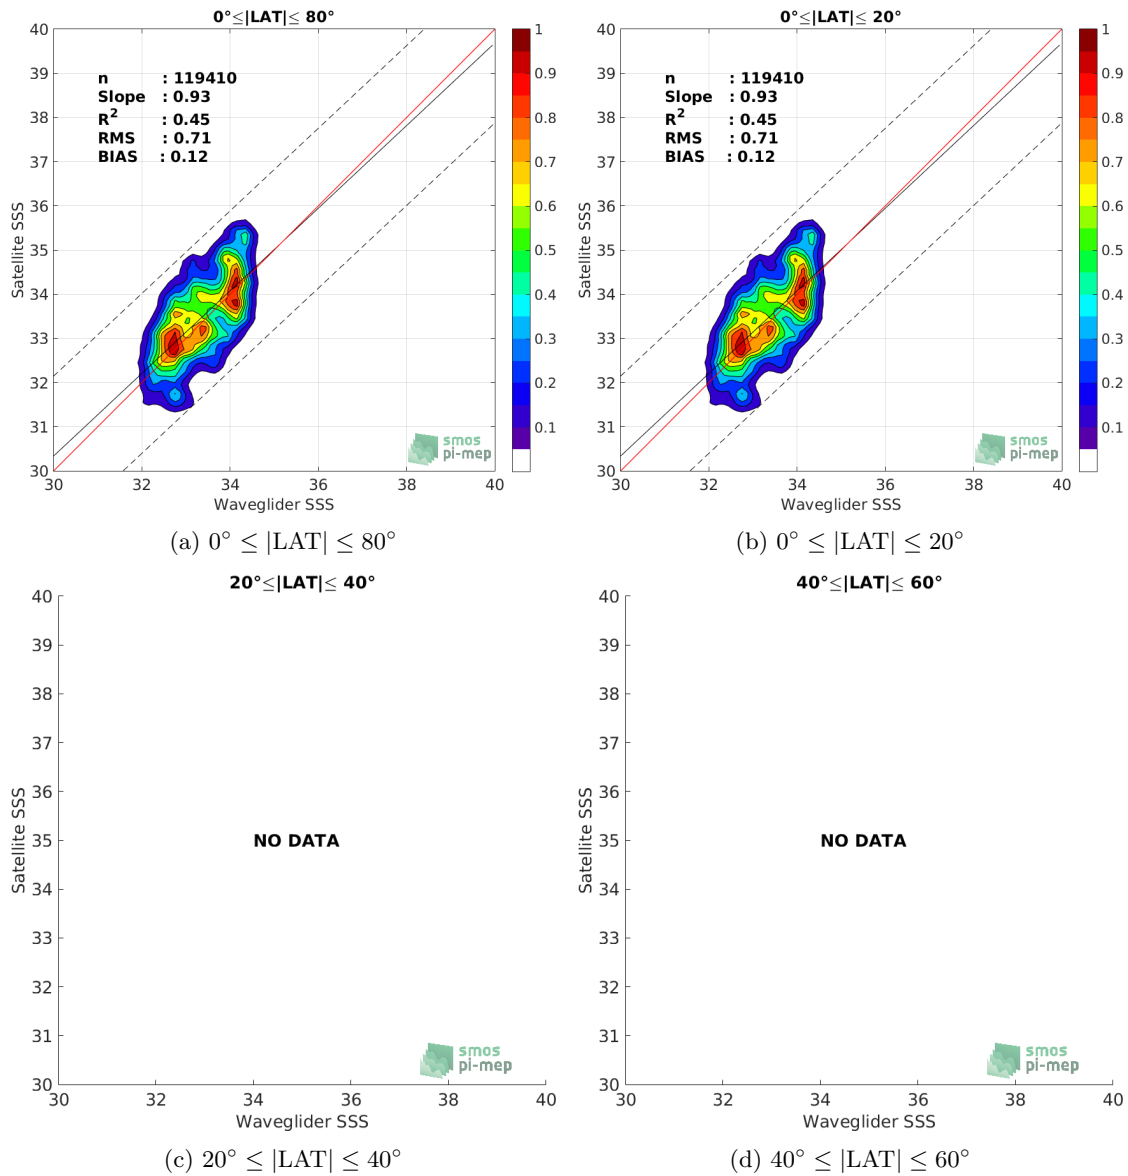 0°≤|LAT|≤ 80°
40
39
38
37
36
35
34
33
32
31
30
Satellite SSS
n : 119410
Slope : 0.93
R2 : 0.45
RMS : 0.71
BIAS : 0.12
smos
pi-mep
30 32 34 36 38 40
Waveglider SSS
1
0.9
0.8
0.7
0.6
0.5
0.4
0.3
0.2
0.1
(a) 0° ≤ |LAT| ≤ 80°
0°≤|LAT|≤ 20°
40
39
38
37
36
35
34
33
32
31
30
Satellite SSS
n : 119410
Slope : 0.93
R2 : 0.45
RMS : 0.71
BIAS : 0.12
smos
pi-mep
30 32 34 36 38 40
Waveglider SSS
1
0.9
0.8
0.7
0.6
0.5
0.4
0.3
0.2
0.1
(b) 0° ≤ |LAT| ≤ 20°
20°≤|LAT|≤ 40°
40
39
38
37
36
35
34
33
32
31
30
Satellite SSS
NO DATA
smos
pi-mep
30 32 34 36 38 40
Waveglider SSS
(c) 20° ≤ |LAT| ≤ 40°
40°≤|LAT|≤ 60°
40
39
38
37
36
35
34
33
32
31
30
Satellite SSS
NO DATA
smos
pi-mep
30 32 34 36 38 40
Waveglider SSS
(d) 40° ≤ |LAT| ≤ 60°